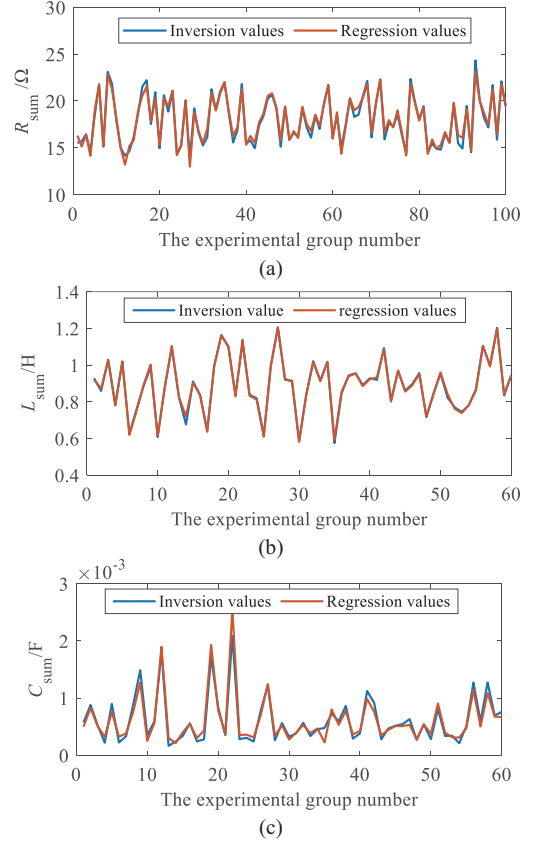 30
Inversion values Regression values
25
R sum /Ω
20
15
10
0 20 40 60 80 100
The experimental group number
(a)
1.4
Inversion value regression values
1.2
L sum/H
1.0
0.8
0.6
0.4
0 10 20 30 40 50 60
The experimental group number
(b)
×10-3
3
Inversion values Regression values
2
C sum/F
1
0
0 10 20 30 40 50 60
The experimental group number
(c)